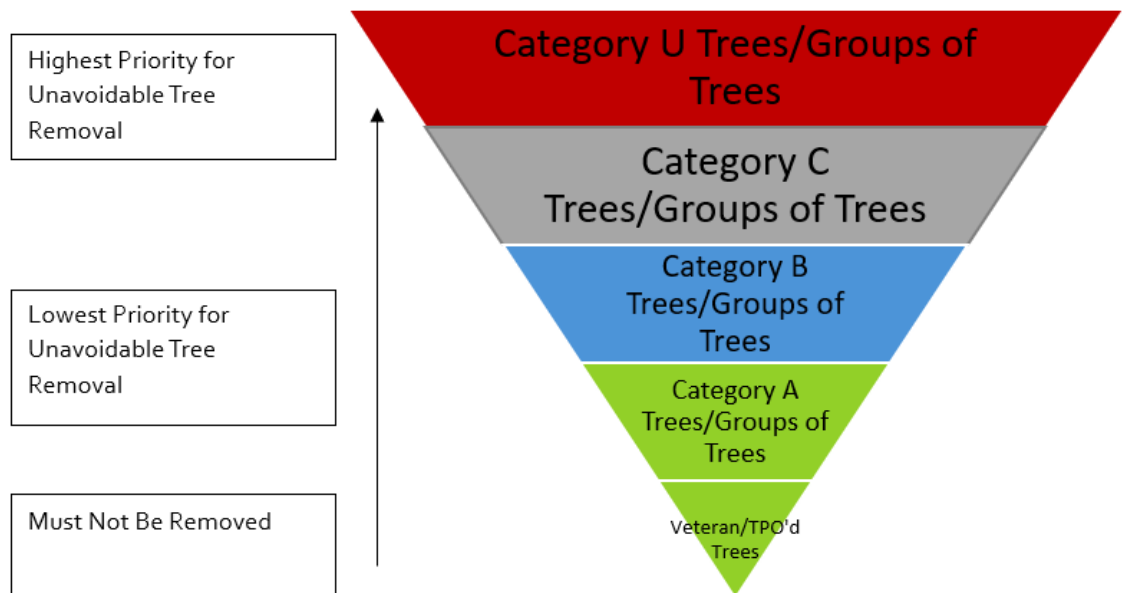 Highest Priority for
Unavoidable Tree
Removal
Lowest Priority for
Unavoidable Tree
Removal
Must Not Be Removed
Category U Trees/Groups of
Trees
Category C
Trees/Groups of Trees
Category B
Trees/Groups of
Trees
Category A
Trees/Groups of
Trees
Veteran/TPO'd
Trees